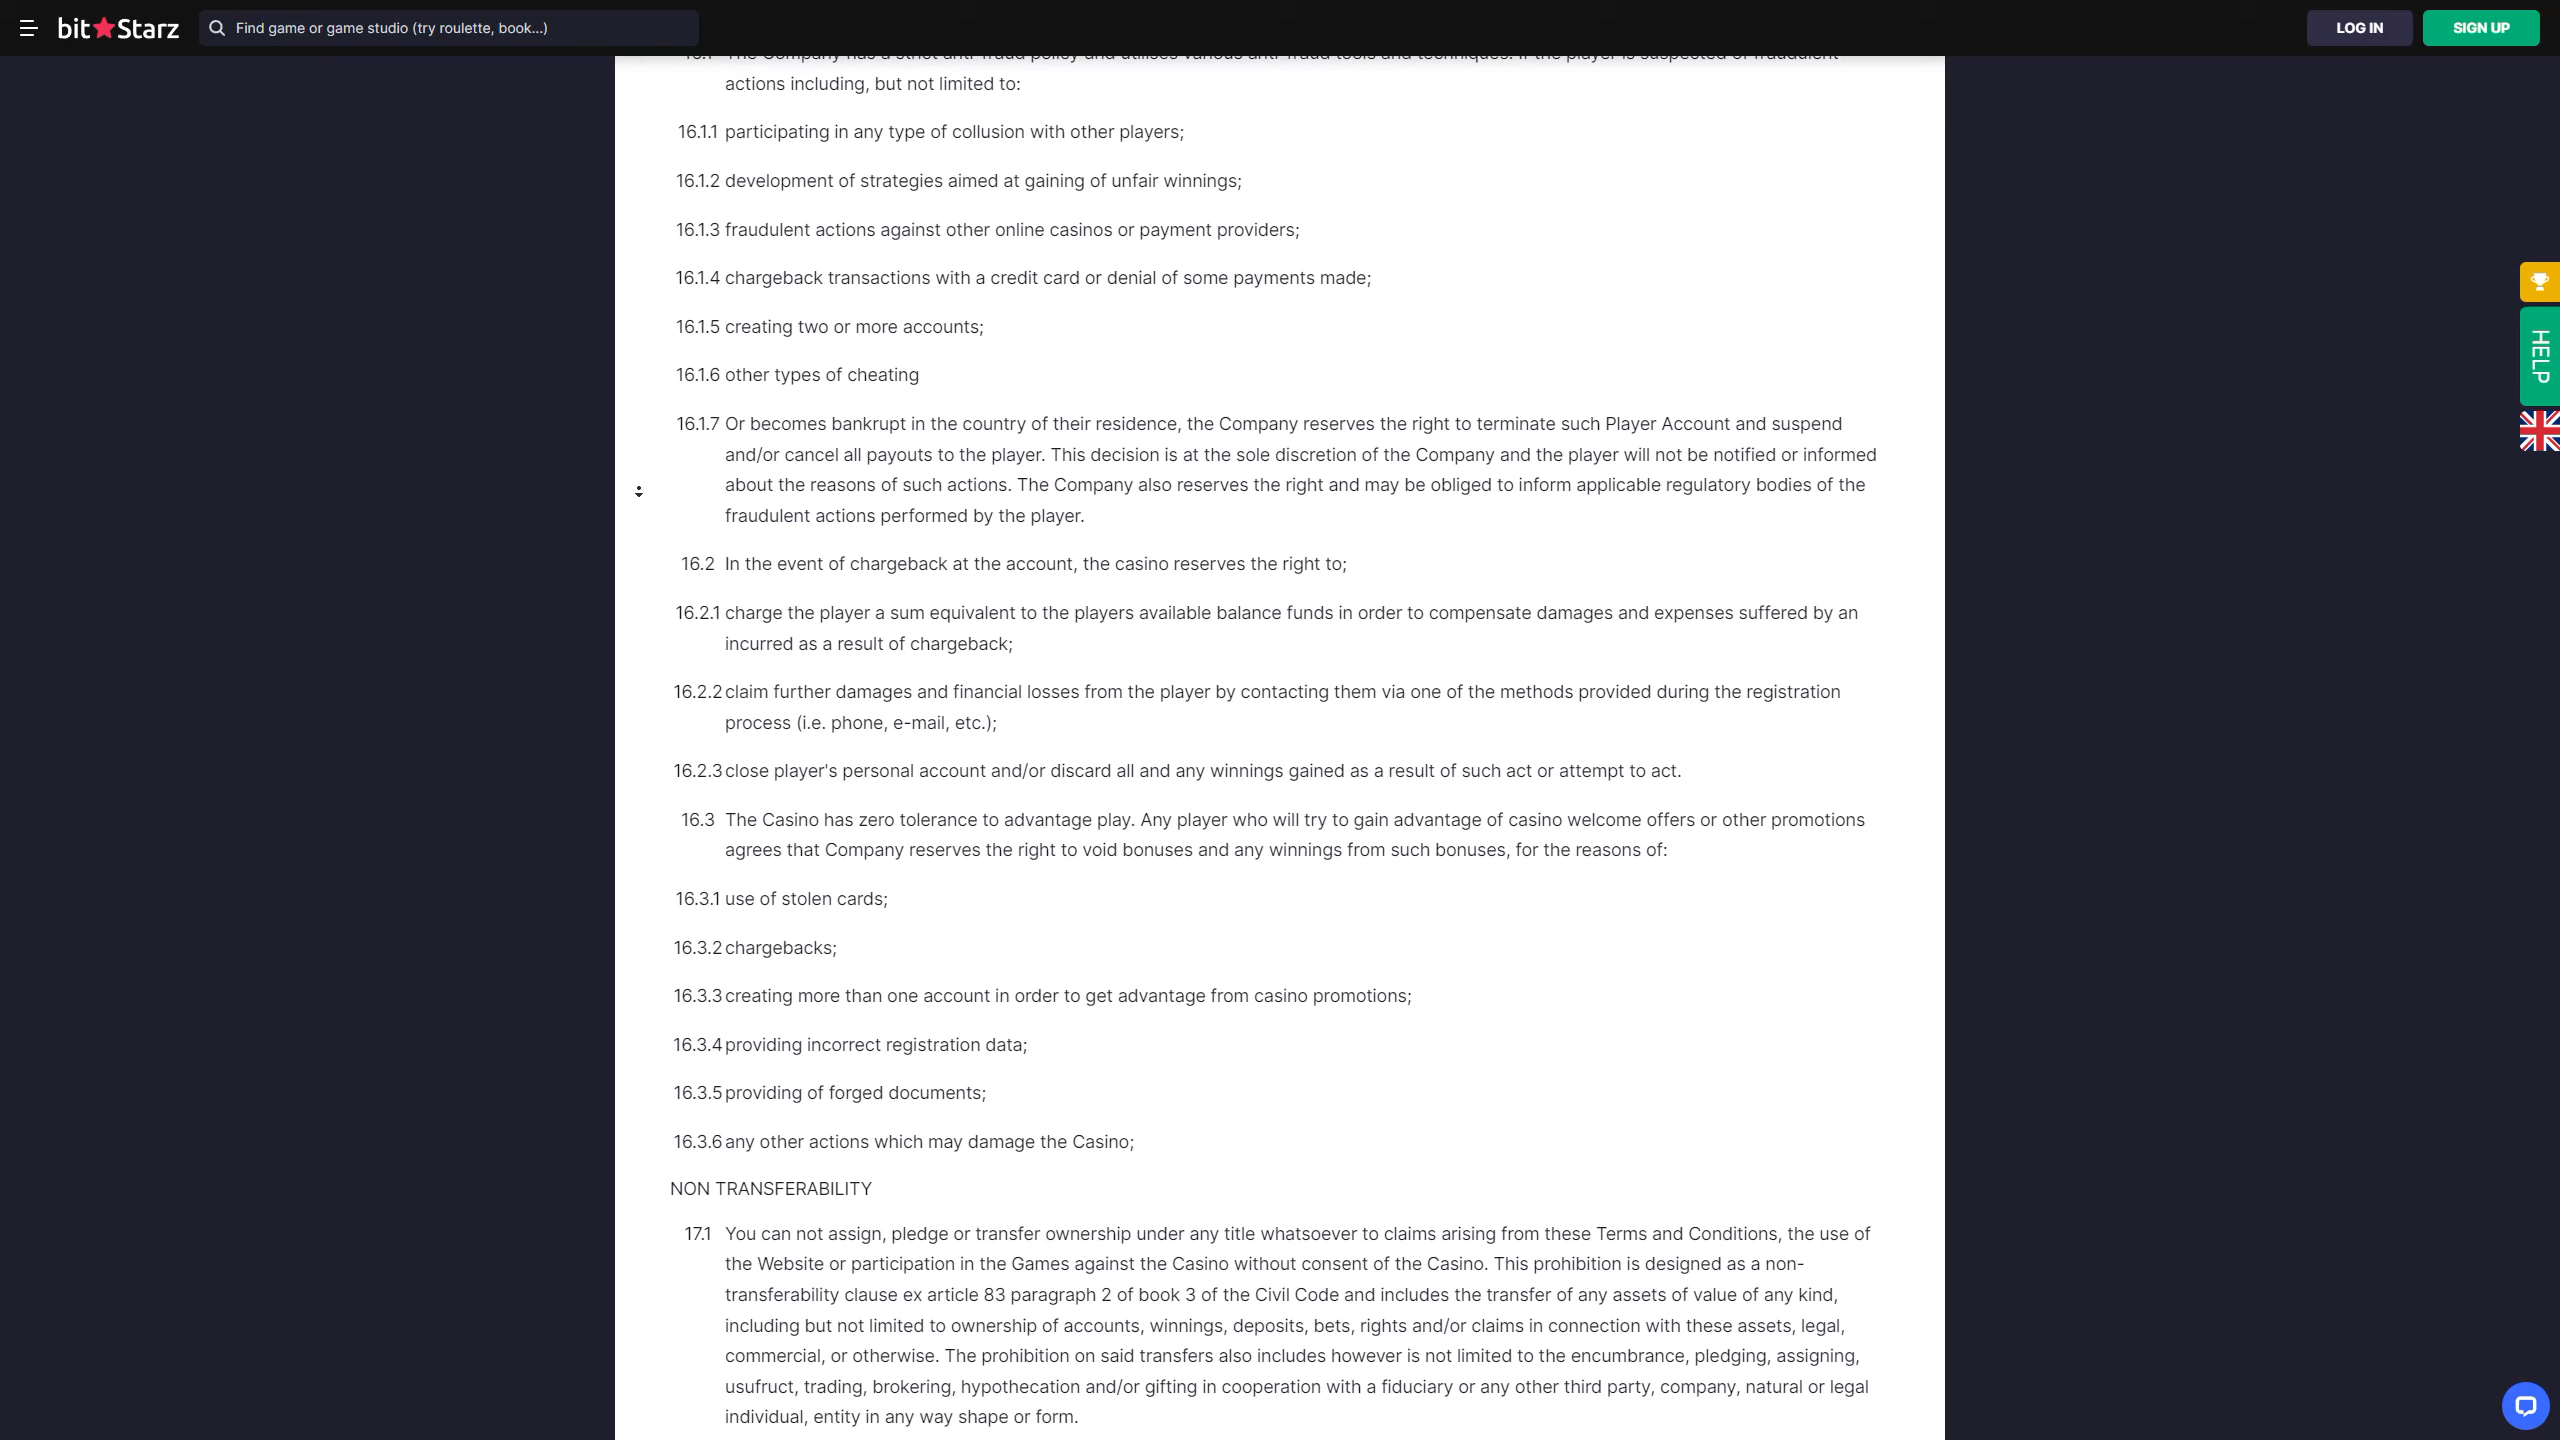 bit★Starz
Find game or game studio (try roulette, book...)
LOG IN
SIGN UP
16.1 The Company has a strict anti-fraud policy and utilises various anti-fraud tools and techniques. If the player is suspected of fraudulent
actions including, but not limited to:
16.1.1 participating in any type of collusion with other players;
16.1.2 development of strategies aimed at gaining of unfair winnings;
16.1.3 fraudulent actions against other online casinos or payment providers;
16.1.4 chargeback transactions with a credit card or denial of some payments made;
16.1.5 creating two or more accounts;
16.1.6 other types of cheating
16.1.7 Or becomes bankrupt in the country of their residence, the Company reserves the right to terminate such Player Account and suspend
and/or cancel all payouts to the player. This decision is at the sole discretion of the Company and the player will not be notified or informed
about the reasons of such actions. The Company also reserves the right and may be obliged to inform applicable regulatory bodies of the
fraudulent actions performed by the player.
16.2 In the event of chargeback at the account, the casino reserves the right to;
16.2.1 charge the player a sum equivalent to the players available balance funds in order to compensate damages and expenses suffered by an
incurred as a result of chargeback;
16.2.2 claim further damages and financial losses from the player by contacting them via one of the methods provided during the registration
process (i.e. phone, e-mail, etc.);
16.2.3 close player's personal account and/or discard all and any winnings gained as a result of such act or attempt to act.
16.3 The Casino has zero tolerance to advantage play. Any player who will try to gain advantage of casino welcome offers or other promotions
agrees that Company reserves the right to void bonuses and any winnings from such bonuses, for the reasons of:
16.3.1 use of stolen cards;
16.3.2 chargebacks;
16.3.3 creating more than one account in order to get advantage from casino promotions;
16.3.4 providing incorrect registration data;
16.3.5 providing of forged documents;
16.3.6 any other actions which may damage the Casino;
NON TRANSFERABILITY
17.1 You can not assign, pledge or transfer ownership under any title whatsoever to claims arising from these Terms and Conditions, the use of
the Website or participation in the Games against the Casino without consent of the Casino. This prohibition is designed as a non-
transferability clause ex article 83 paragraph 2 of book 3 of the Civil Code and includes the transfer of any assets of value of any kind,
including but not limited to ownership of accounts, winnings, deposits, bets, rights and/or claims in connection with these assets, legal,
commercial, or otherwise. The prohibition on said transfers also includes however is not limited to the encumbrance, pledging, assigning,
usufruct, trading, brokering, hypothecation and/or gifting in cooperation with a fiduciary or any other third party, company, natural or legal
individual, entity in any way shape or form.
HELP